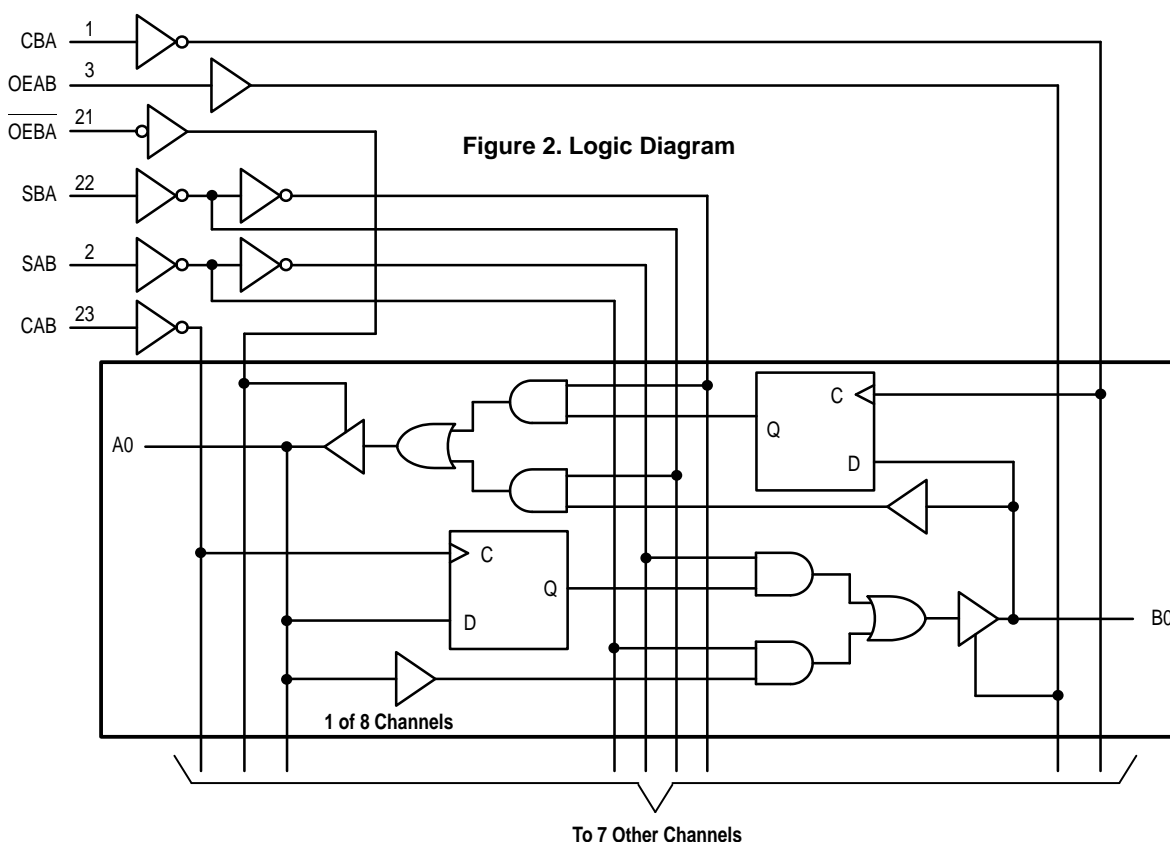 CBA 1
OEAB 3
OEBA 21
Figure 2. Logic Diagram
SBA 22
SAB 2
CAB 23
C
Q
D
A0
C
Q
D
B0
1 of 8 Channels
To 7 Other Channels